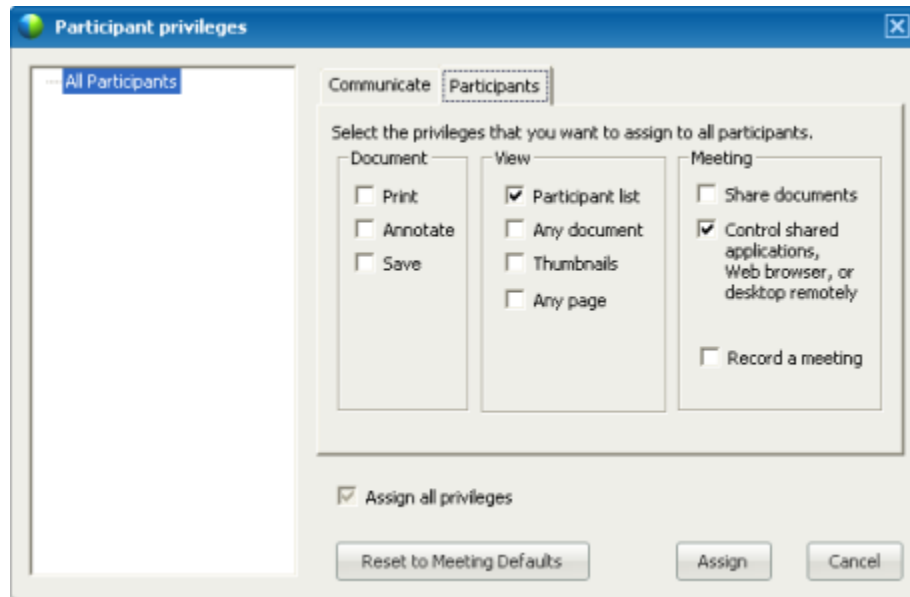 Participant privileges
All Participants
Communicate
Participants
Select the privileges that you want to assign to all participants.
Document
Print
Annotate
Save
View
Participant list
Any document
Thumbnails
Any page
Meeting
Share documents
Control shared
applications,
Web browser, or
desktop remotely
Record a meeting
Assign all privileges
Reset to Meeting Defaults
Assign
Cancel